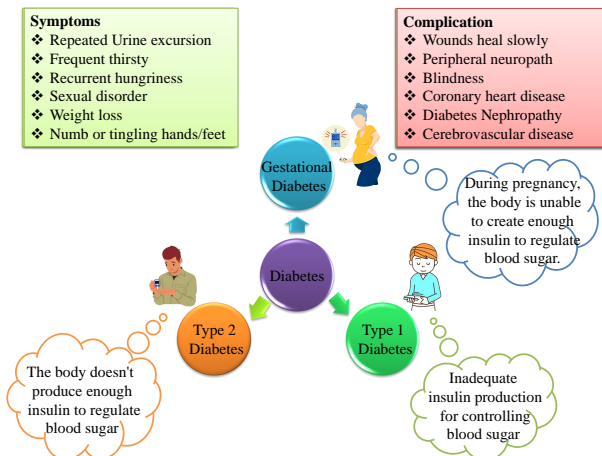 Symptoms
❖ Repeated Urine excursion
❖ Frequent thirsty
❖ Recurrent hungriness
❖ Sexual disorder
❖ Weight loss
❖ Numb or tingling hands/feet
Complication
❖ Wounds heal slowly
❖ Peripheral neuropath
❖ Blindness
❖ Coronary heart disease
❖ Diabetes Nephropathy
❖ Cerebrovascular disease
Gestational
Diabetes
During pregnancy,
the body is unable
to create enough
insulin to regulate
blood sugar.
Diabetes
Type 2
Diabetes
Type 1
Diabetes
The body doesn't
produce enough
insulin to regulate
blood sugar
Inadequate
insulin production
for controlling
blood sugar